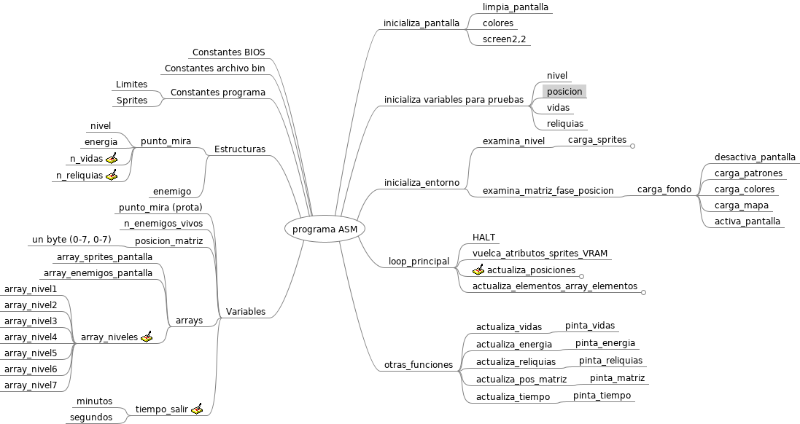 programa ASM
Constantes BIOS
Constantes archivo bin
Constantes programa
Limites
Sprites
Estructuras
punto_mira
nivel
energia
n_vidas
n_reliquias
enemigo
Variables
punto_mira (prota)
n_enemigos_vivos
posicion_matriz
un byte (0-7, 0-7)
arrays
array_sprites_pantalla
array_enemigos_pantalla
array_niveles
array_nivel1
array_nivel2
array_nivel3
array_nivel4
array_nivel5
array_nivel6
array_nivel7
tiempo_salir
minutos
segundos
inicializa_pantalla
limpia_pantalla
colores
screen2,2
inicializa variables para pruebas
nivel
posicion
vidas
reliquias
inicializa_entorno
examina_nivel
carga_sprites
examina_matriz_fase_posicion
carga_fondo
desactiva_pantalla
carga_patrones
carga_colores
carga_mapa
activa_pantalla
loop_principal
HALT
vuelca_atributos_sprites_VRAM
actualiza_posiciones
actualiza_elementos_array_elementos
otras_funciones
actualiza_vidas
pinta_vidas
actualiza_energia
pinta_energia
actualiza_reliquias
pinta_reliquias
actualiza_pos_matriz
pinta_matriz
actualiza_tiempo
pinta_tiempo